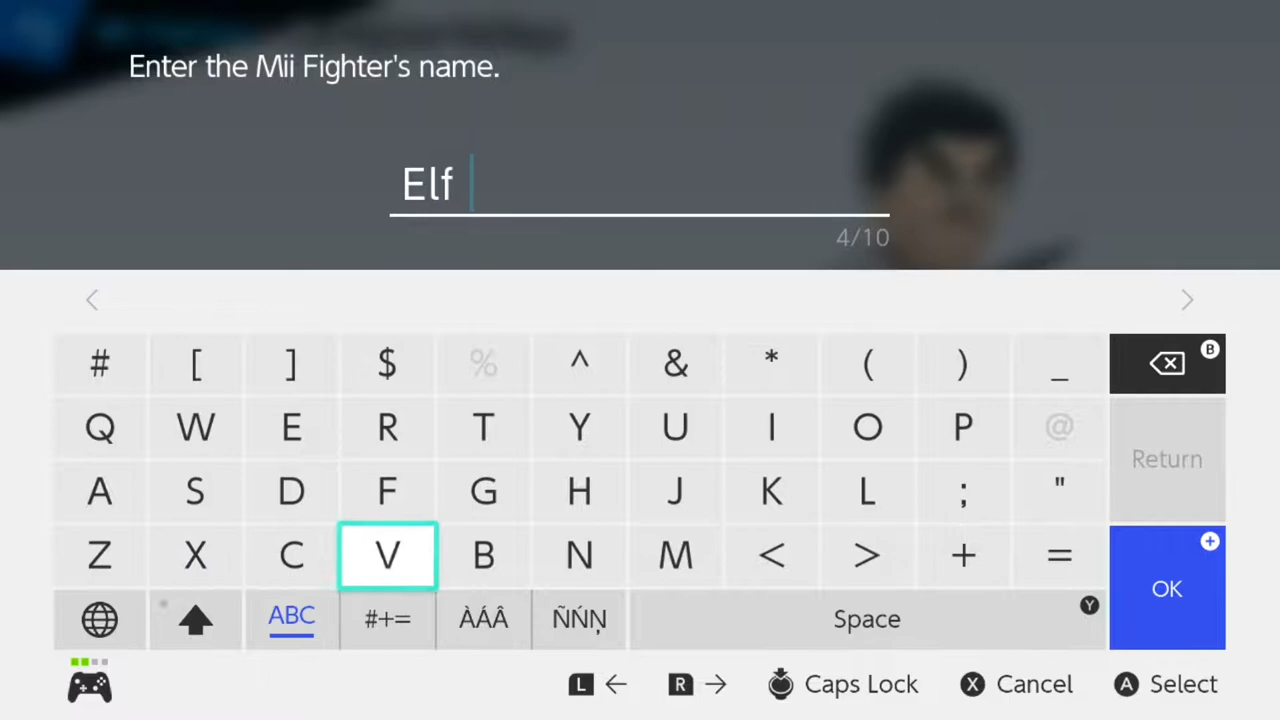 Enter the Mii Fighter's name.
Elf
4/10
< >
# [ ] $ % ^ & * ( ) _ B
Q W E R T Y U I O P @
A S D F G H J K L ; " Return
Z X C V B N M < > + = +
OK
ABC #+= ÀÁÂ ÑŃŅ Space Y
L ← R → Caps Lock X Cancel A Select